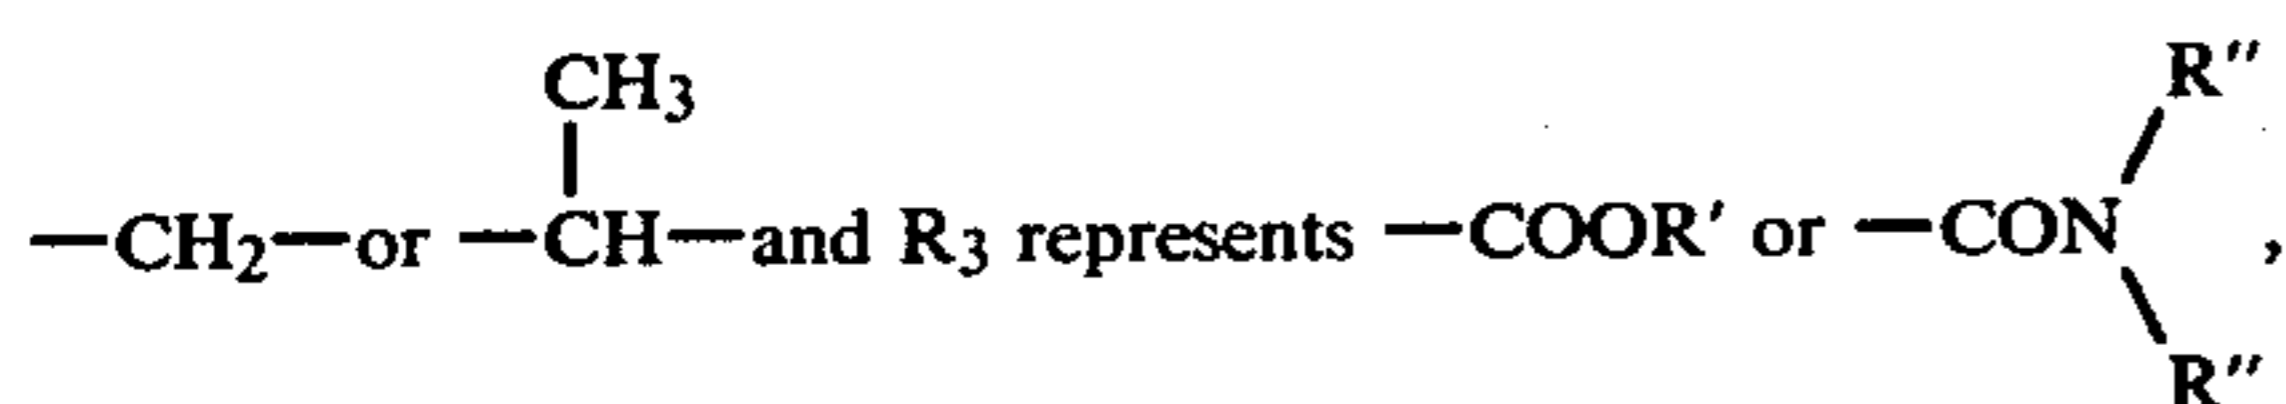 CH₃ R″
—CH₂—or —CH—and R₃ represents —COOR′ or —CON ,
R″